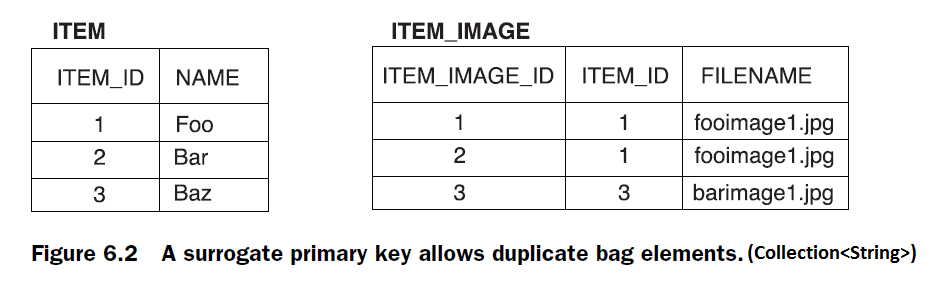 ITEM
ITEM_ID NAME
1 Foo
2 Bar
3 Baz
ITEM_IMAGE
ITEM_IMAGE_ID ITEM_ID FILENAME
1 1 fooimage1.jpg
2 1 fooimage1.jpg
3 3 barimage1.jpg
Figure 6.2 A surrogate primary key allows duplicate bag elements. (Collection<String>)